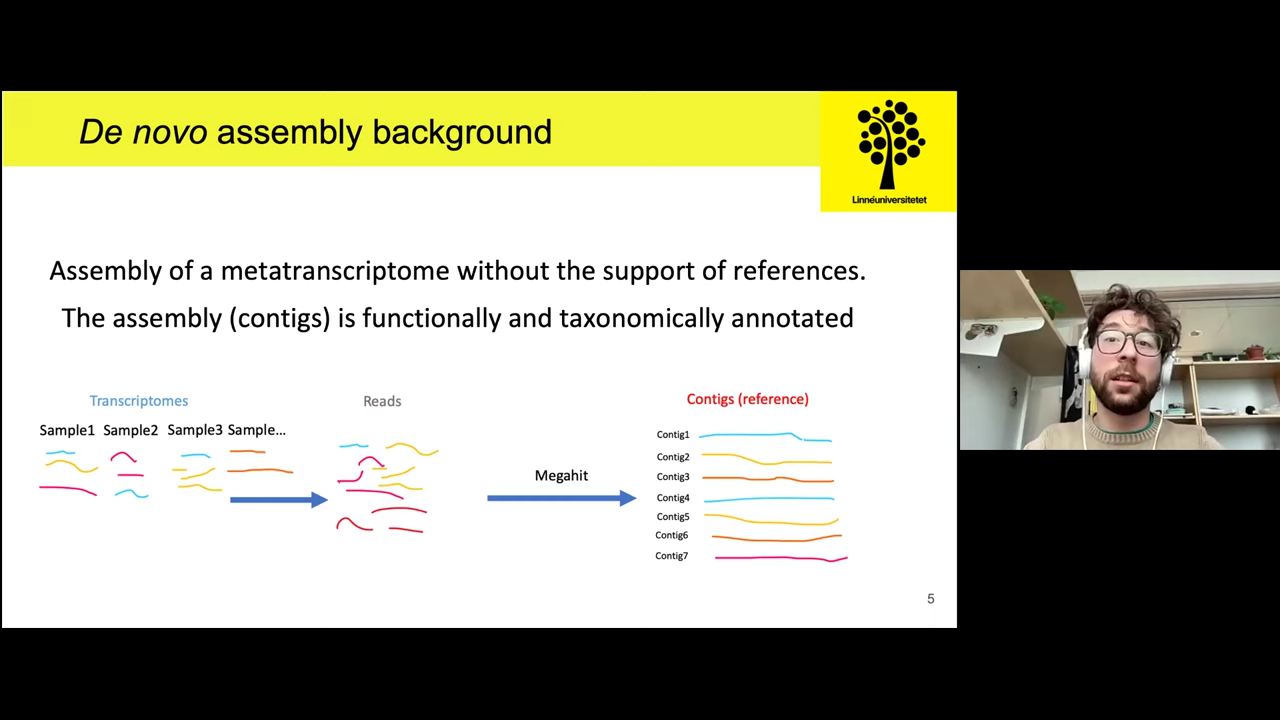 De novo assembly background
Linnéuniversitetet
Assembly of a metatranscriptome without the support of references.
The assembly (contigs) is functionally and taxonomically annotated
Transcriptomes
Sample1 Sample2 Sample3 Sample...
Reads
Megahit
Contigs (reference)
Contig1
Contig2
Contig3
Contig4
Contig5
Contig6
Contig7
5